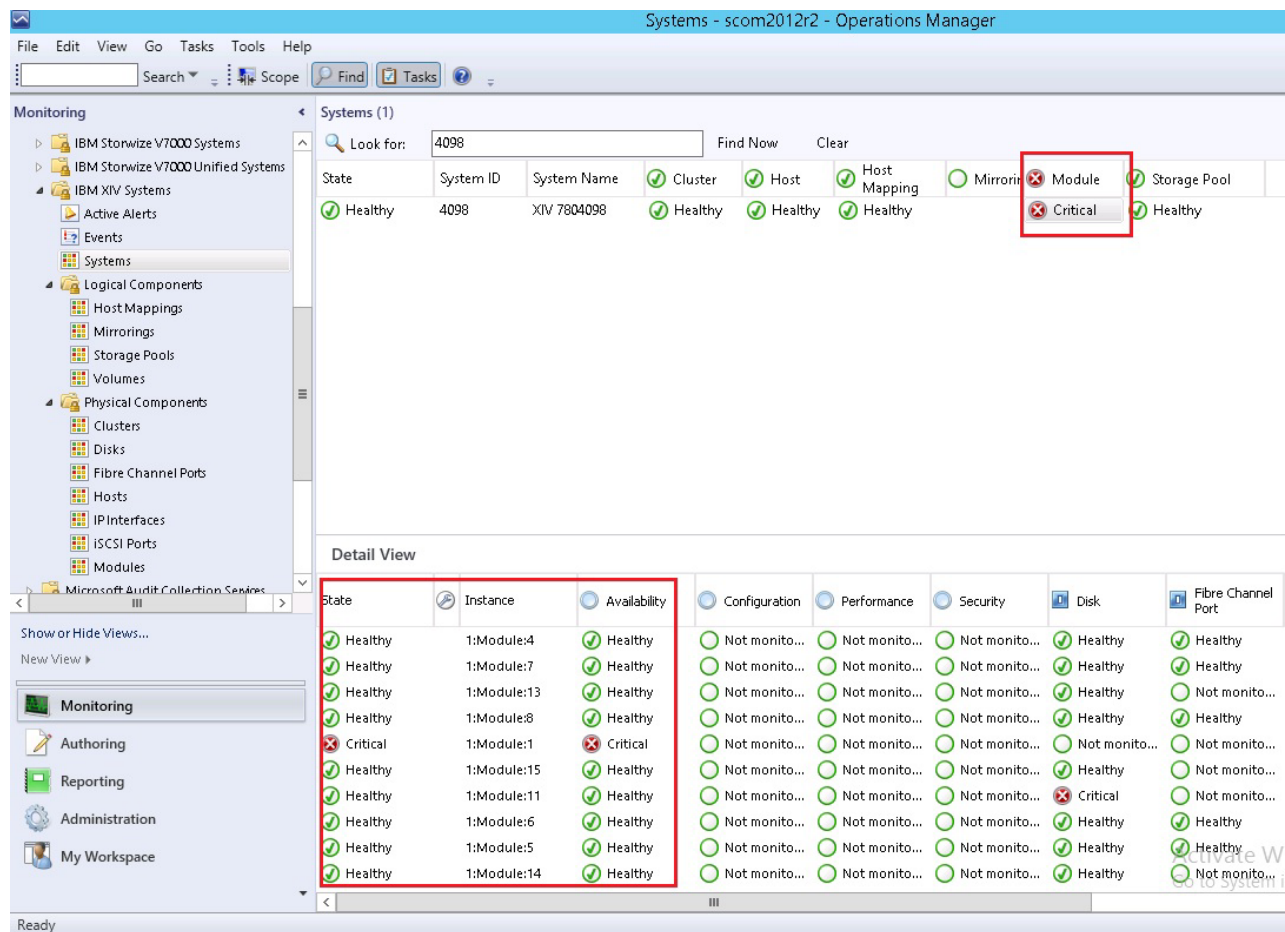 Systems - scom2012r2 - Operations Manager
File Edit View Go Tasks Tools Help
Search Scope Find Tasks
Monitoring
IBM Storwize V7000 Systems
IBM Storwize V7000 Unified Systems
IBM XIV Systems
Active Alerts
Events
Systems
Logical Components
Host Mappings
Mirrorings
Storage Pools
Volumes
Physical Components
Clusters
Disks
Fibre Channel Ports
Hosts
IP Interfaces
iSCSI Ports
Modules
Microsoft Audit Collection Services
Show or Hide Views...
New View
Monitoring
Authoring
Reporting
Administration
My Workspace
Systems (1)
Look for: 4098 Find Now Clear
State System ID System Name Cluster Host Host Mapping Mirrorin Module Storage Pool
Healthy 4098 XIV 7804098 Healthy Healthy Healthy Critical Healthy
Detail View
State Instance Availability Configuration Performance Security Disk Fibre Channel Port
Healthy 1:Module:4 Healthy Not monito... Not monito... Not monito... Healthy Healthy
Healthy 1:Module:7 Healthy Not monito... Not monito... Not monito... Healthy Healthy
Healthy 1:Module:13 Healthy Not monito... Not monito... Not monito... Healthy Not monito...
Healthy 1:Module:8 Healthy Not monito... Not monito... Not monito... Healthy Healthy
Critical 1:Module:1 Critical Not monito... Not monito... Not monito... Not monito... Not monito...
Healthy 1:Module:15 Healthy Not monito... Not monito... Not monito... Healthy Not monito...
Healthy 1:Module:11 Healthy Not monito... Not monito... Not monito... Critical Not monito...
Healthy 1:Module:6 Healthy Not monito... Not monito... Not monito... Healthy Healthy
Healthy 1:Module:5 Healthy Not monito... Not monito... Not monito... Healthy Healthy
Healthy 1:Module:14 Healthy Not monito... Not monito... Not monito... Healthy Not monito...
Activate W
Go to System i
Ready